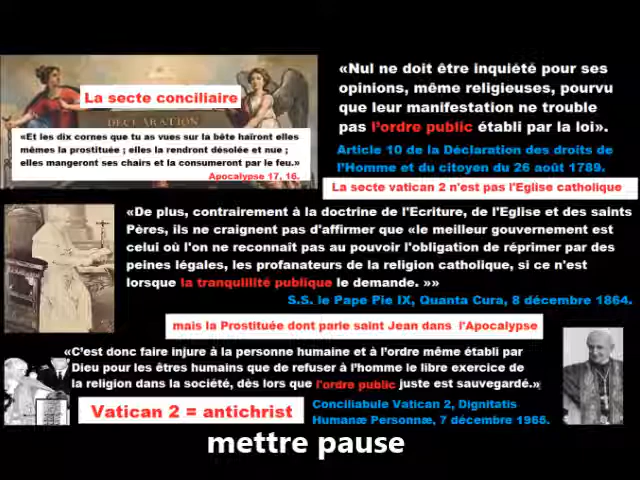 La secte conciliaire
DECLARATION
«Et les dix cornes que tu as vues sur la bête haïront elles
mêmes la prostituée ; elles la rendront désolée et nue ;
elles mangeront ses chairs et la consumeront par le feu.»
Apocalypse 17, 16.
«Nul ne doit être inquiété pour ses
opinions, même religieuses, pourvu
que leur manifestation ne trouble
pas l'ordre public établi par la loi».
Article 10 de la Déclaration des droits de
l'Homme et du citoyen du 26 août 1789.
La secte vatican 2 n'est pas l'Eglise catholique
«De plus, contrairement à la doctrine de l'Ecriture, de l'Eglise et des saints
Pères, ils ne craignent pas d'affirmer que «le meilleur gouvernement est
celui où l'on ne reconnaît pas au pouvoir l'obligation de réprimer par des
peines légales, les profanateurs de la religion catholique, si ce n'est
lorsque la tranquillité publique le demande. »»
S.S. le Pape Pie IX, Quanta Cura, 8 décembre 1864.
mais la Prostituée dont parle saint Jean dans l'Apocalypse
«C'est donc faire injure à la personne humaine et à l'ordre même établi par
Dieu pour les êtres humains que de refuser à l'homme le libre exercice de
la religion dans la société, dès lors que l'ordre public juste est sauvegardé.»
Vatican 2 = antichrist
Conciliabule Vatican 2, Dignitatis
Humanæ Personnæ, 7 décembre 1965.
mettre pause